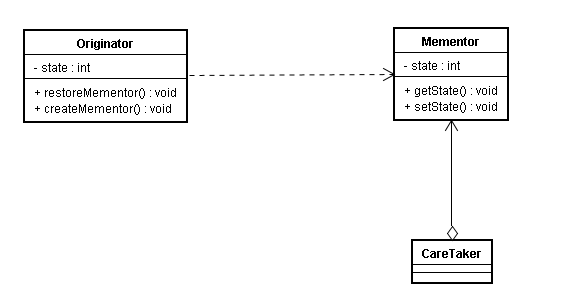 Originator
- state : int
+ restoreMementor() : void
+ createMementor() : void
Mementor
- state : int
+ getState() : void
+ setState() : void
CareTaker